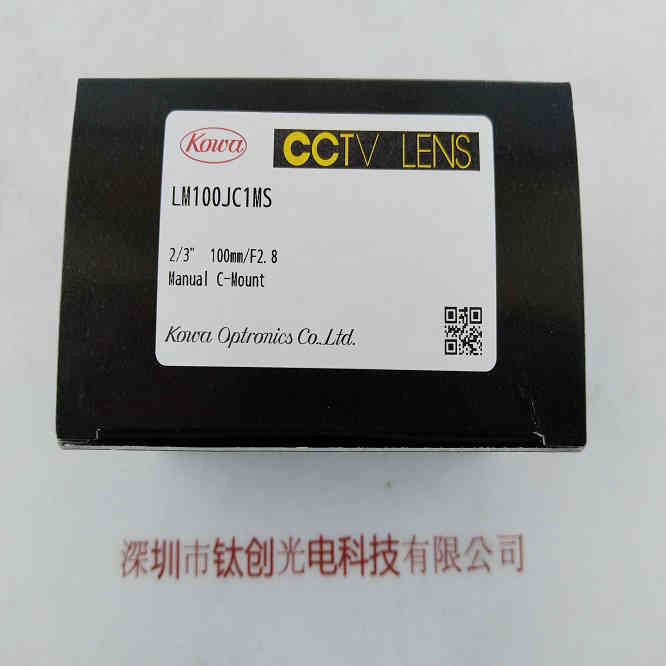 Kowa CCTV LENS
LM100JC1MS
2/3" 100mm/F2.8
Manual C-Mount
Kowa Optronics Co.,Ltd.
深圳市钛创光电科技有限公司